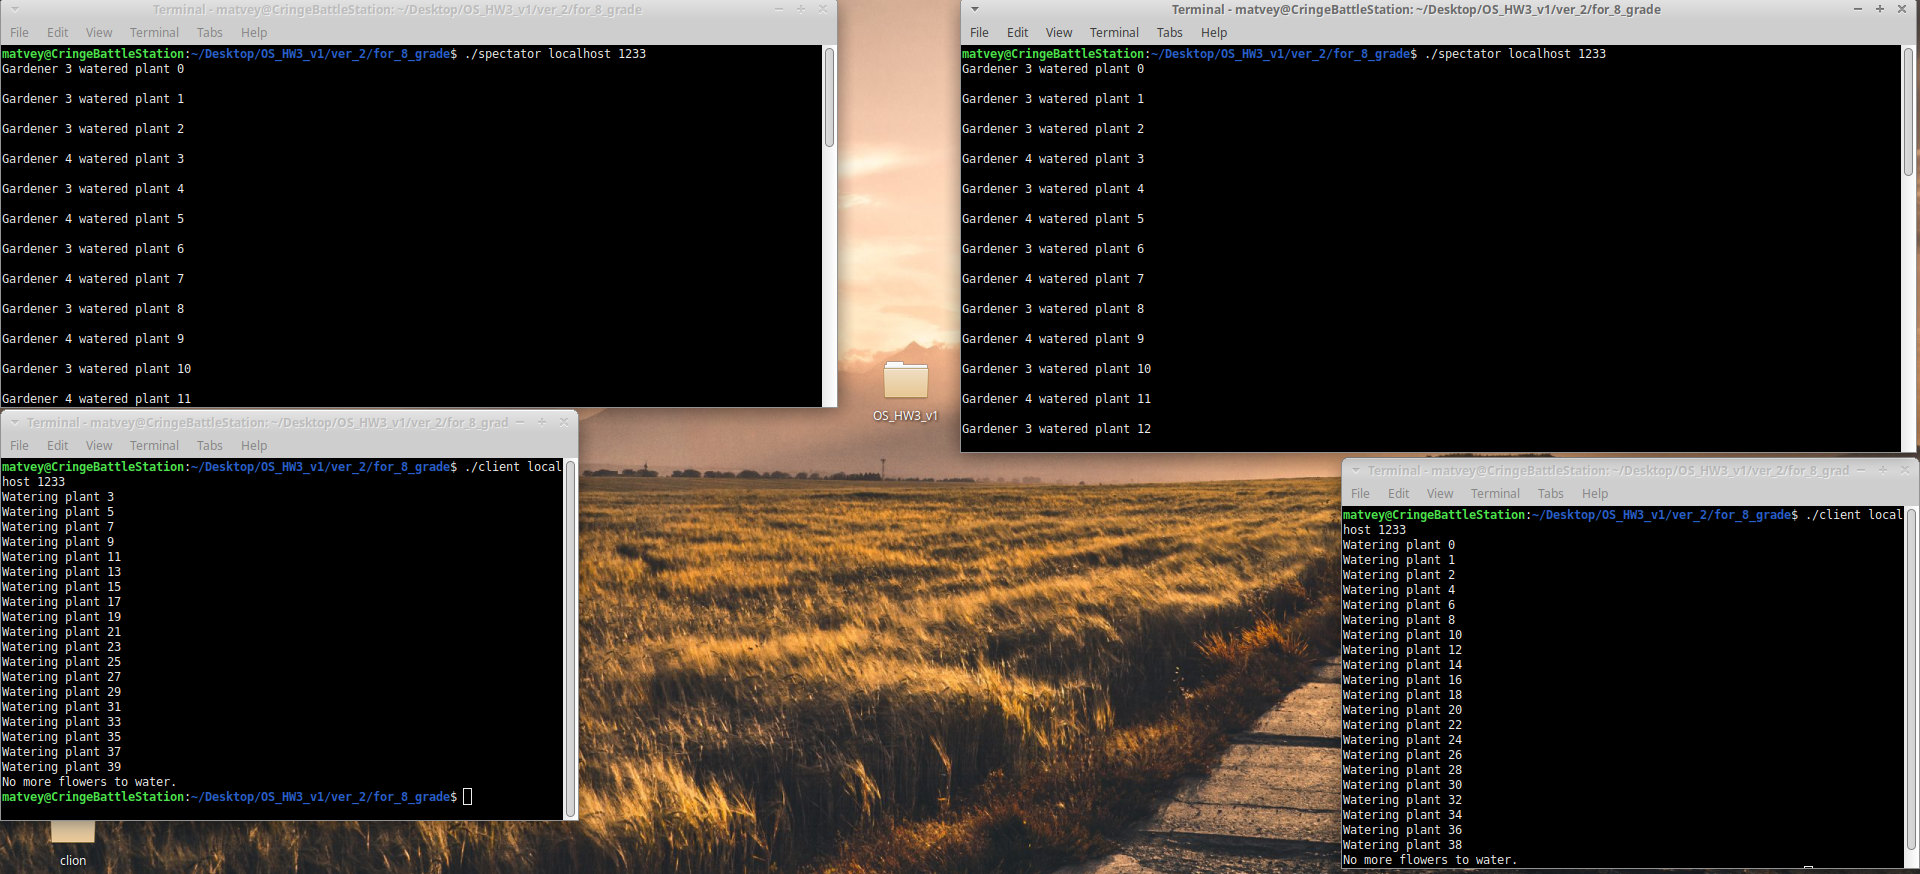 Terminal - matvey@CringeBattleStation: ~/Desktop/OS_HW3_v1/ver_2/for_8_grade
File Edit View Terminal Tabs Help
matvey@CringeBattleStation:~/Desktop/OS_HW3_v1/ver_2/for_8_grade$ ./spectator localhost 1233
Gardener 3 watered plant 0
Gardener 3 watered plant 1
Gardener 3 watered plant 2
Gardener 4 watered plant 3
Gardener 3 watered plant 4
Gardener 4 watered plant 5
Gardener 3 watered plant 6
Gardener 4 watered plant 7
Gardener 3 watered plant 8
Gardener 4 watered plant 9
Gardener 3 watered plant 10
Gardener 4 watered plant 11
Terminal - matvey@CringeBattleStation: ~/Desktop/OS_HW3_v1/ver_2/for_8_grade
File Edit View Terminal Tabs Help
matvey@CringeBattleStation:~/Desktop/OS_HW3_v1/ver_2/for_8_grade$ ./spectator localhost 1233
Gardener 3 watered plant 0
Gardener 3 watered plant 1
Gardener 3 watered plant 2
Gardener 4 watered plant 3
Gardener 3 watered plant 4
Gardener 4 watered plant 5
Gardener 3 watered plant 6
Gardener 4 watered plant 7
Gardener 3 watered plant 8
Gardener 4 watered plant 9
Gardener 3 watered plant 10
Gardener 4 watered plant 11
Gardener 3 watered plant 12
OS_HW3_v1
Terminal - matvey@CringeBattleStation: ~/Desktop/OS_HW3_v1/ver_2/for_8_grad
File Edit View Terminal Tabs Help
matvey@CringeBattleStation:~/Desktop/OS_HW3_v1/ver_2/for_8_grade$ ./client local
host 1233
Watering plant 3
Watering plant 5
Watering plant 7
Watering plant 9
Watering plant 11
Watering plant 13
Watering plant 15
Watering plant 17
Watering plant 19
Watering plant 21
Watering plant 23
Watering plant 25
Watering plant 27
Watering plant 29
Watering plant 31
Watering plant 33
Watering plant 35
Watering plant 37
Watering plant 39
No more flowers to water.
matvey@CringeBattleStation:~/Desktop/OS_HW3_v1/ver_2/for_8_grade$
clion
Terminal - matvey@CringeBattleStation: ~/Desktop/OS_HW3_v1/ver_2/for_8_grad
File Edit View Terminal Tabs Help
matvey@CringeBattleStation:~/Desktop/OS_HW3_v1/ver_2/for_8_grade$ ./client local
host 1233
Watering plant 0
Watering plant 1
Watering plant 2
Watering plant 4
Watering plant 6
Watering plant 8
Watering plant 10
Watering plant 12
Watering plant 14
Watering plant 16
Watering plant 18
Watering plant 20
Watering plant 22
Watering plant 24
Watering plant 26
Watering plant 28
Watering plant 30
Watering plant 32
Watering plant 34
Watering plant 36
Watering plant 38
No more flowers to water.